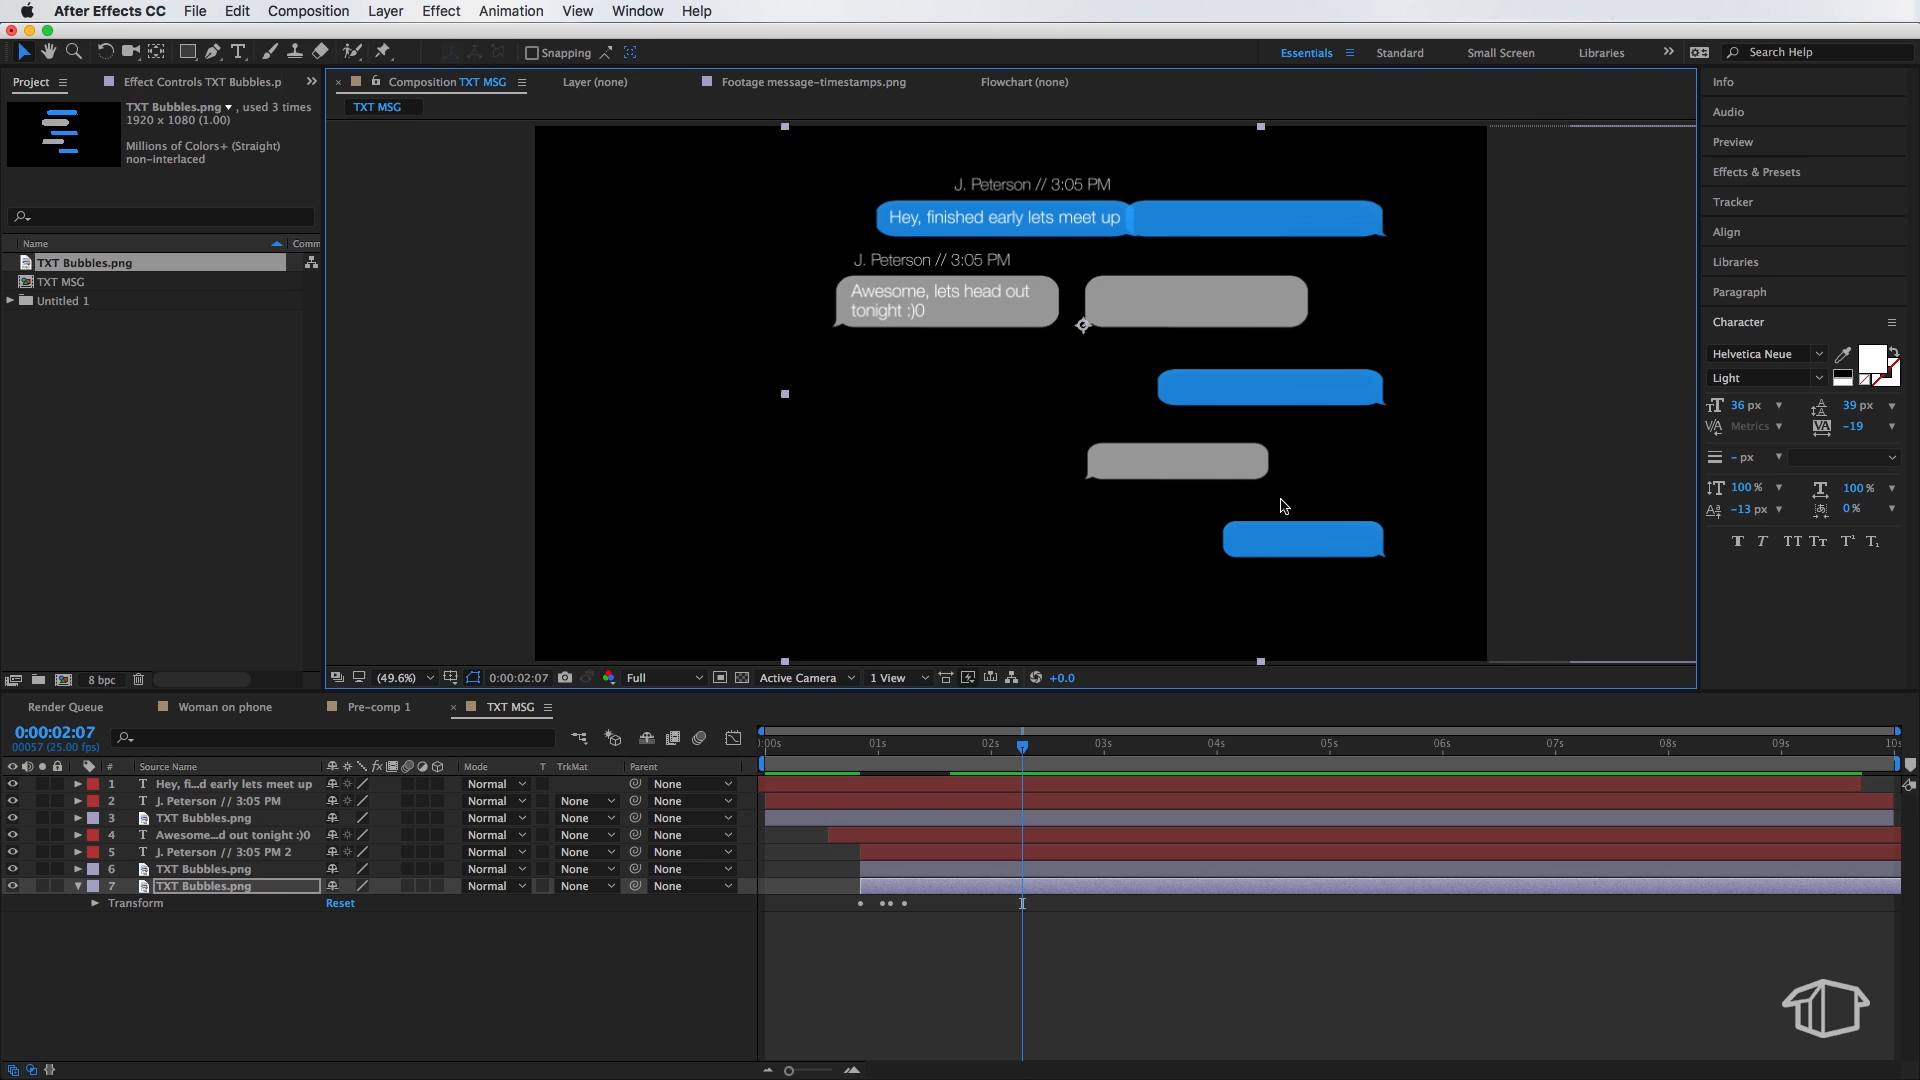 After Effects CC File Edit Composition Layer Effect Animation View Window Help
Snapping Essentials Standard Small Screen Libraries Search Help
Project Effect Controls TXT Bubbles.p
Composition TXT MSG Layer (none) Footage message-timestamps.png Flowchart (none)
TXT MSG
TXT Bubbles.png , used 3 times
1920 x 1080 (1.00)
Millions of Colors+ (Straight)
non-interlaced
Name Comm
TXT Bubbles.png
TXT MSG
Untitled 1
8 bpc
J. Peterson // 3:05 PM
Hey, finished early lets meet up
J. Peterson // 3:05 PM
Awesome, lets head out
tonight :)0
(49.6%) 0:00:02:07 Full Active Camera 1 View +0.0
Info
Audio
Preview
Effects & Presets
Tracker
Align
Libraries
Paragraph
Character
Helvetica Neue
Light
36 px 39 px
Metrics -19
- px
100 % 100 %
-13 px 0 %
T T TT Tt T¹ T₁
Render Queue Woman on phone Pre-comp 1 TXT MSG
0:00:02:07
00057 (25.00 fps)
:00s 01s 02s 03s 04s 05s 06s 07s 08s 09s 10s
# Source Name Mode T TrkMat Parent
1 T Hey, fi...d early lets meet up Normal None
2 T J. Peterson // 3:05 PM Normal None None
3 TXT Bubbles.png Normal None None
4 T Awesome...d out tonight :)0 Normal None None
5 T J. Peterson // 3:05 PM 2 Normal None None
6 TXT Bubbles.png Normal None None
7 TXT Bubbles.png Normal None None
Transform Reset